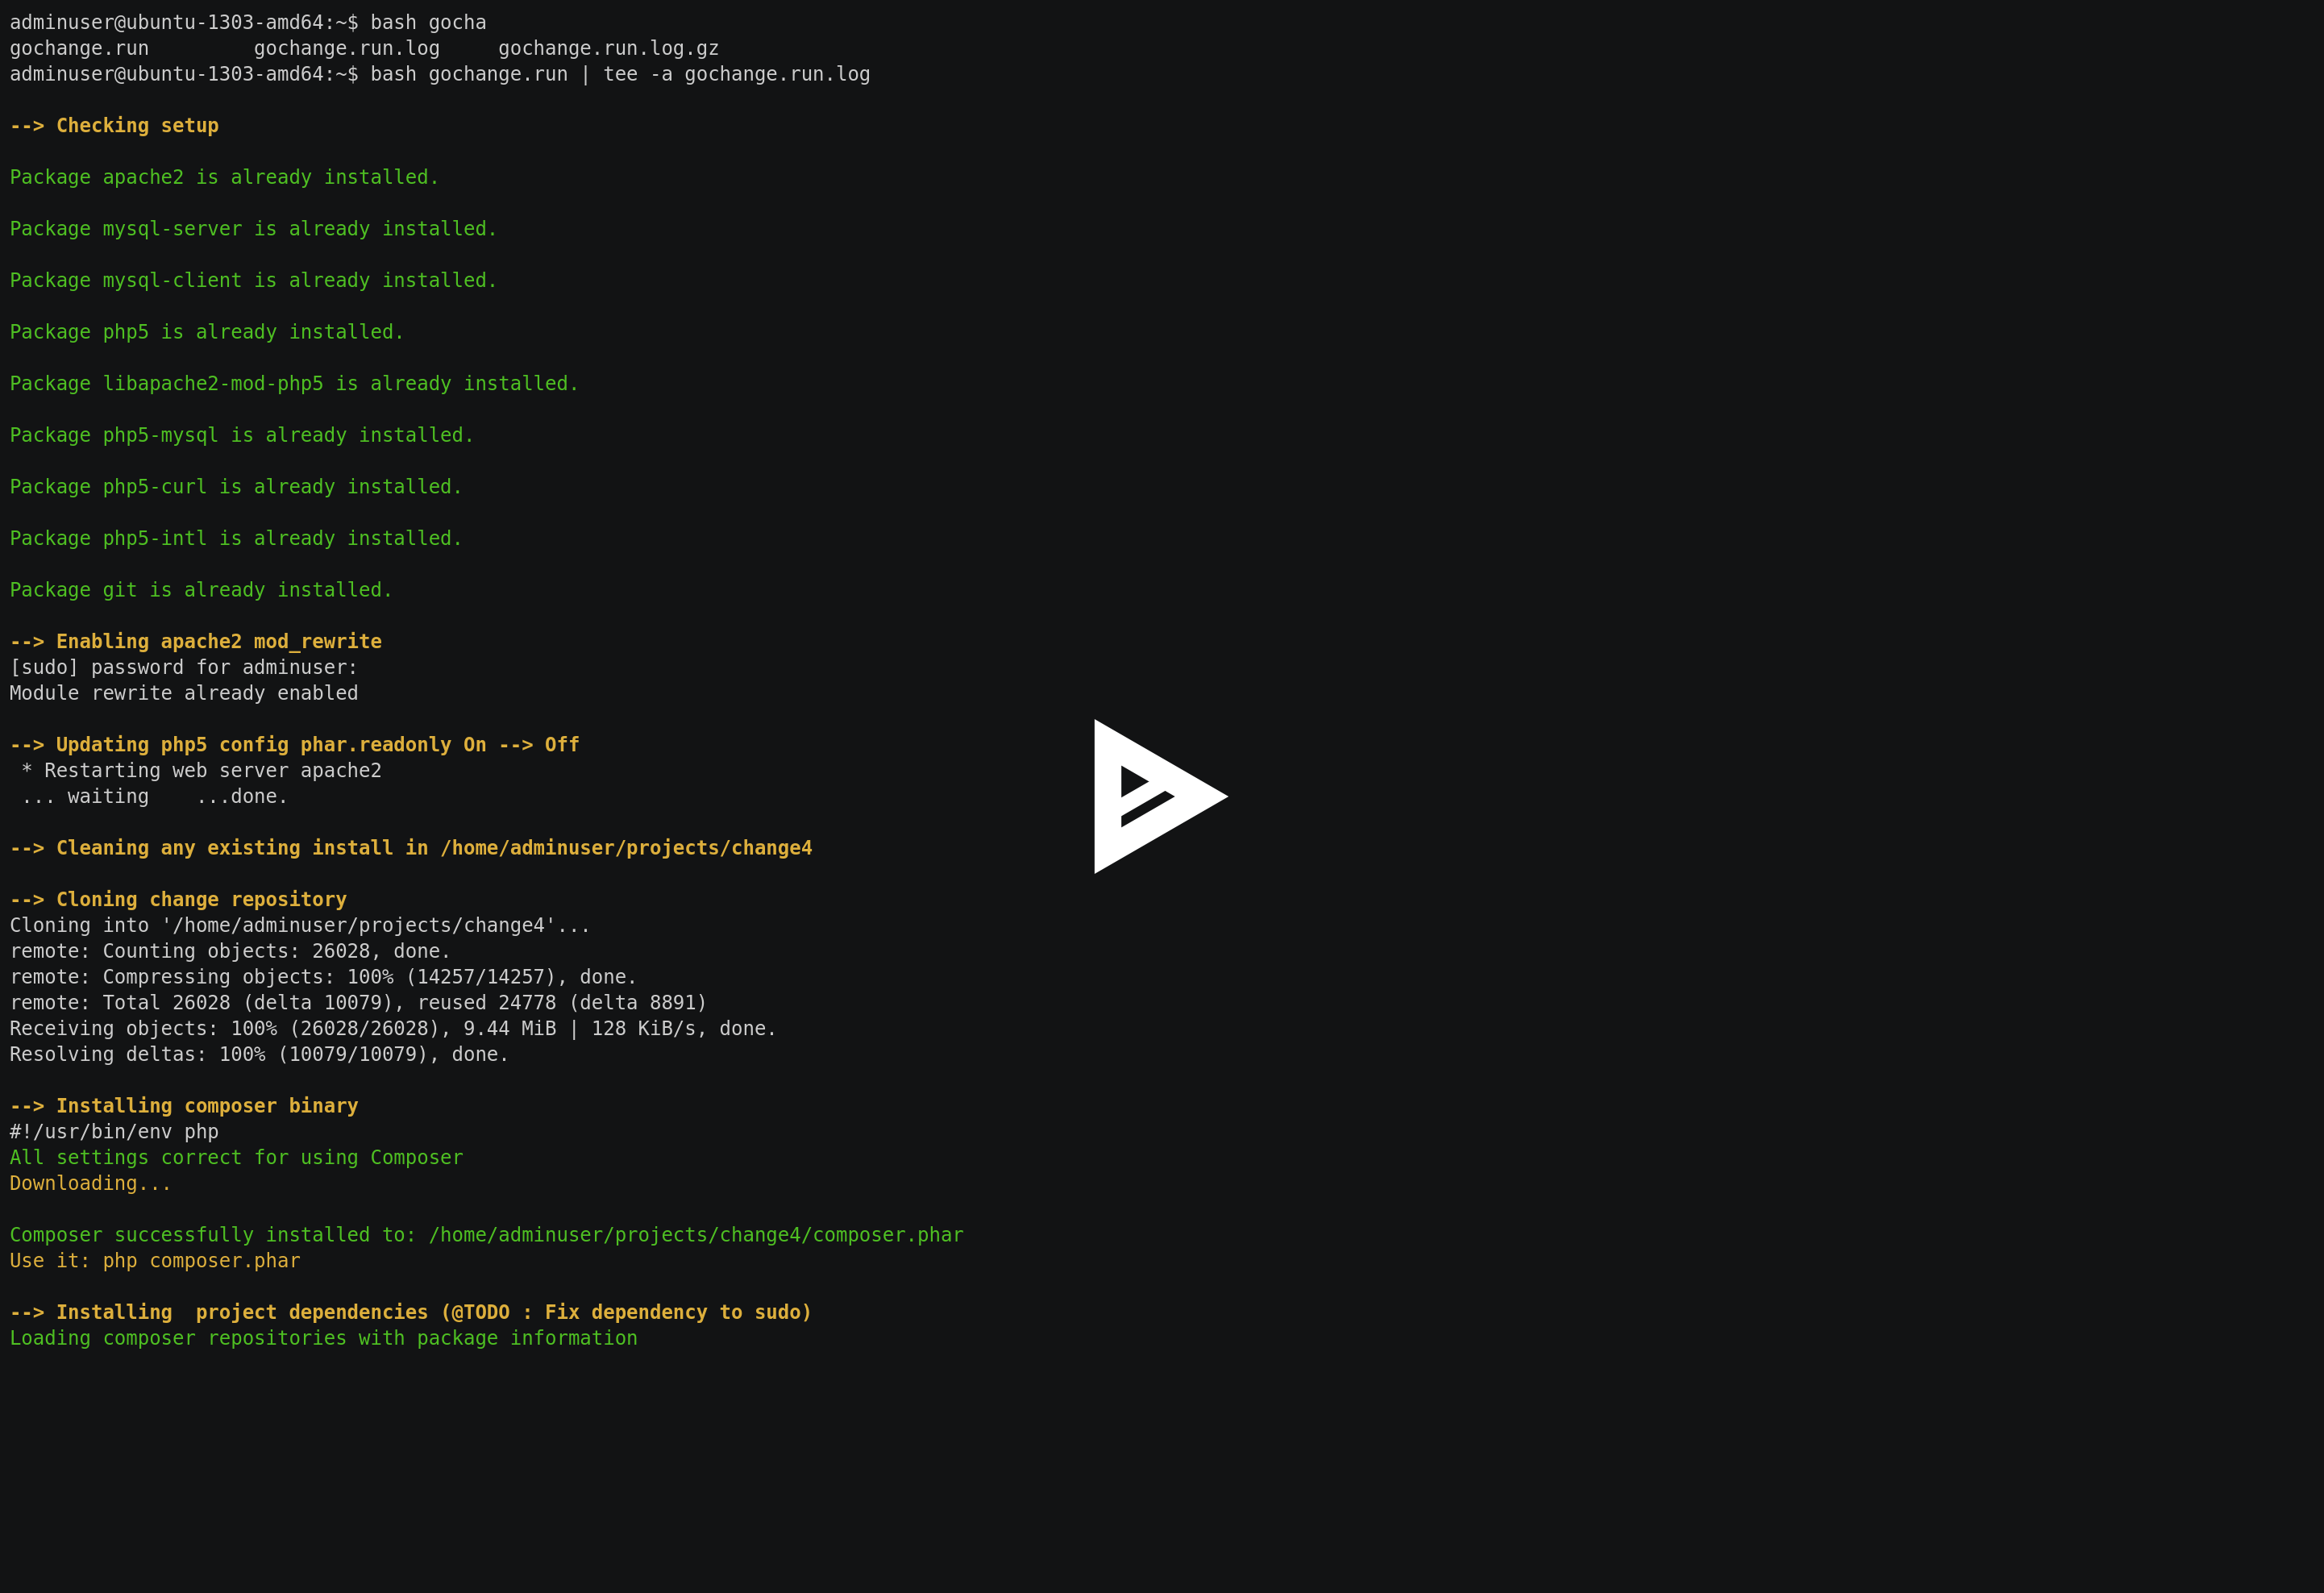 adminuser@ubuntu-1303-amd64:~$ bash gocha
gochange.run         gochange.run.log     gochange.run.log.gz
adminuser@ubuntu-1303-amd64:~$ bash gochange.run | tee -a gochange.run.log
--> Checking setup
Package apache2 is already installed.
Package mysql-server is already installed.
Package mysql-client is already installed.
Package php5 is already installed.
Package libapache2-mod-php5 is already installed.
Package php5-mysql is already installed.
Package php5-curl is already installed.
Package php5-intl is already installed.
Package git is already installed.
--> Enabling apache2 mod_rewrite
[sudo] password for adminuser:
Module rewrite already enabled
--> Updating php5 config phar.readonly On --> Off
 * Restarting web server apache2
 ... waiting    ...done.
--> Cleaning any existing install in /home/adminuser/projects/change4
--> Cloning change repository
Cloning into '/home/adminuser/projects/change4'...
remote: Counting objects: 26028, done.
remote: Compressing objects: 100% (14257/14257), done.
remote: Total 26028 (delta 10079), reused 24778 (delta 8891)
Receiving objects: 100% (26028/26028), 9.44 MiB | 128 KiB/s, done.
Resolving deltas: 100% (10079/10079), done.
--> Installing composer binary
#!/usr/bin/env php
All settings correct for using Composer
Downloading...
Composer successfully installed to: /home/adminuser/projects/change4/composer.phar
Use it: php composer.phar
--> Installing  project dependencies (@TODO : Fix dependency to sudo)
Loading composer repositories with package information